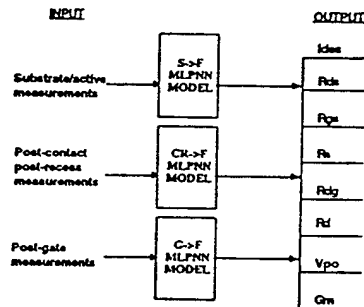 INPUT
OUTPUT
Substrate/active
measurements
S->F
MLPNN
MODEL
Post-contact
post-recess
measurements
CR->F
MLPNN
MODEL
Post-gate
measurements
G->F
MLPNN
MODEL
Idss
Rds
Rgs
Rs
Rdg
Rd
Vpo
Gm